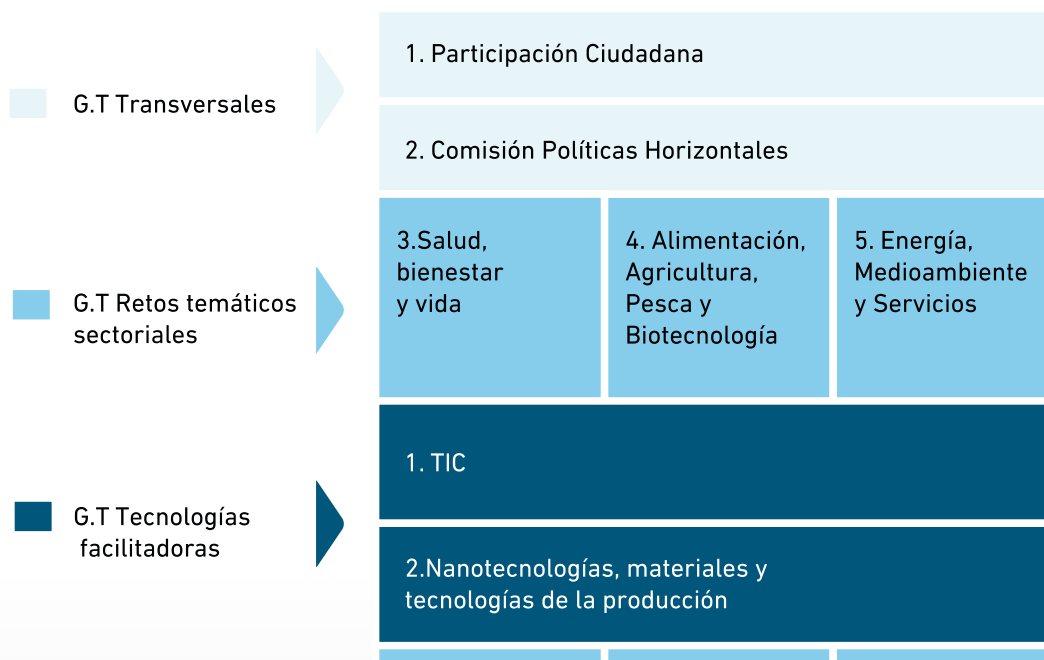 G.T Transversales
1. Participación Ciudadana
2. Comisión Políticas Horizontales
G.T Retos temáticos
sectoriales
3.Salud,
bienestar
y vida
4. Alimentación,
Agricultura,
Pesca y
Biotecnología
5. Energía,
Medioambiente
y Servicios
G.T Tecnologías
facilitadoras
1. TIC
2.Nanotecnologías, materiales y
tecnologías de la producción